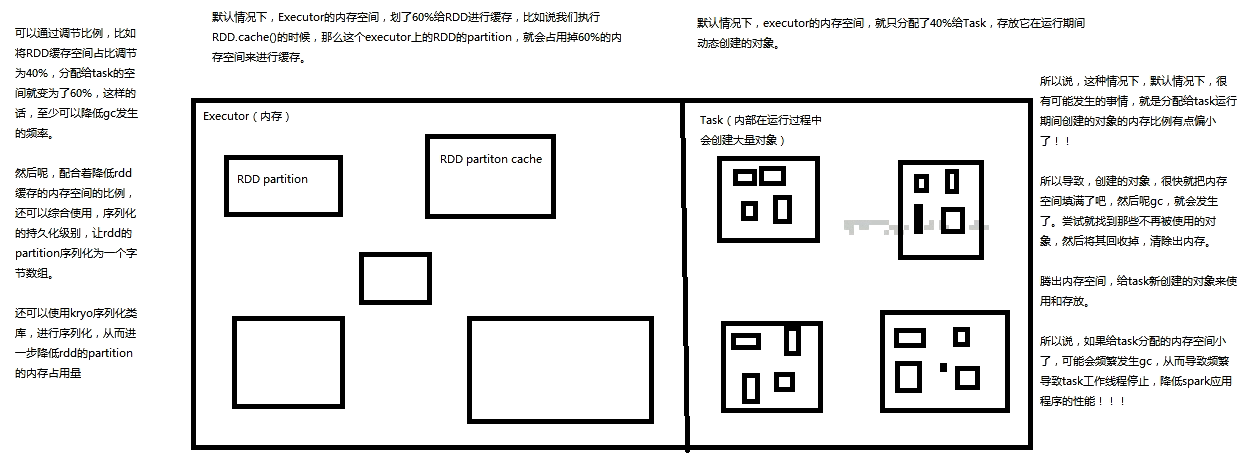 可以通过调节比例，比如
将RDD缓存空间占比调节
为40%，分配给task的空
间就变为了60%，这样的
话，至少可以降低gc发生
的频率。
然后呢，配合着降低rdd
缓存的内存空间的比例，
还可以综合使用，序列化
的持久化级别，让rdd的
partition序列化为一个字
节数组。
还可以使用kryo序列化类
库，进行序列化，从而进
一步降低rdd的partition
的内存占用量
默认情况下，Executor的内存空间，划了60%给RDD进行缓存，比如说我们执行
RDD.cache()的时候，那么这个executor上的RDD的partition，就会占用掉60%的内
存空间来进行缓存。
默认情况下，executor的内存空间，就只分配了40%给Task，存放它在运行期间
动态创建的对象。
Executor（内存）
RDD partition
RDD partiton cache
Task（内部在运行过程中
会创建大量对象）
所以说，这种情况下，默认情况下，很
有可能发生的事情，就是分配给task运行
期间创建的对象的内存比例有点偏小
了！！
所以导致，创建的对象，很快就把内存
空间填满了吧，然后呢gc，就会发生
了。尝试就找到那些不再被使用的对
象，然后将其回收掉，清除出内存。
腾出内存空间，给task新创建的对象来使
用和存放。
所以说，如果给task分配的内存空间小
了，可能会频繁发生gc，从而导致频繁
导致task工作线程停止，降低spark应用
程序的性能！！！